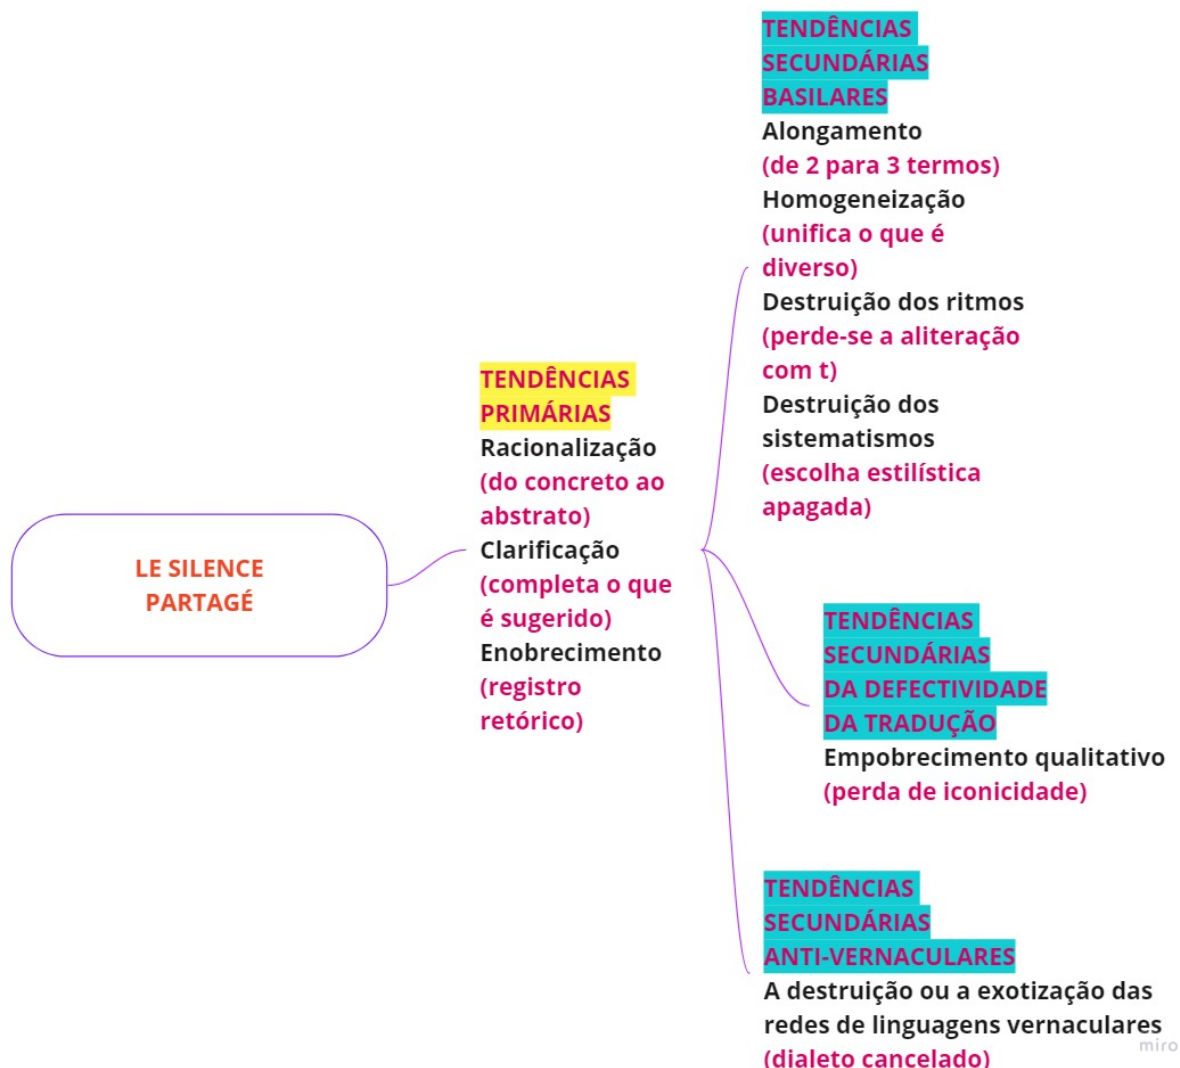 LE SILENCE
PARTAGÉ
TENDÊNCIAS
PRIMÁRIAS
Racionalização
(do concreto ao
abstrato)
Clarificação
(completa o que
é sugerido)
Enobrecimento
(registro
retórico)
TENDÊNCIAS
SECUNDÁRIAS
BASILARES
Alongamento
(de 2 para 3 termos)
Homogeneização
(unifica o que é
diverso)
Destruição dos ritmos
(perde-se a aliteração
com t)
Destruição dos
sistematismos
(escolha estilística
apagada)
TENDÊNCIAS
SECUNDÁRIAS
DA DEFECTIVIDADE
DA TRADUÇÃO
Empobrecimento qualitativo
(perda de iconicidade)
TENDÊNCIAS
SECUNDÁRIAS
ANTI-VERNACULARES
A destruição ou a exotização das
redes de linguagens vernaculares
(dialeto cancelado)
miro